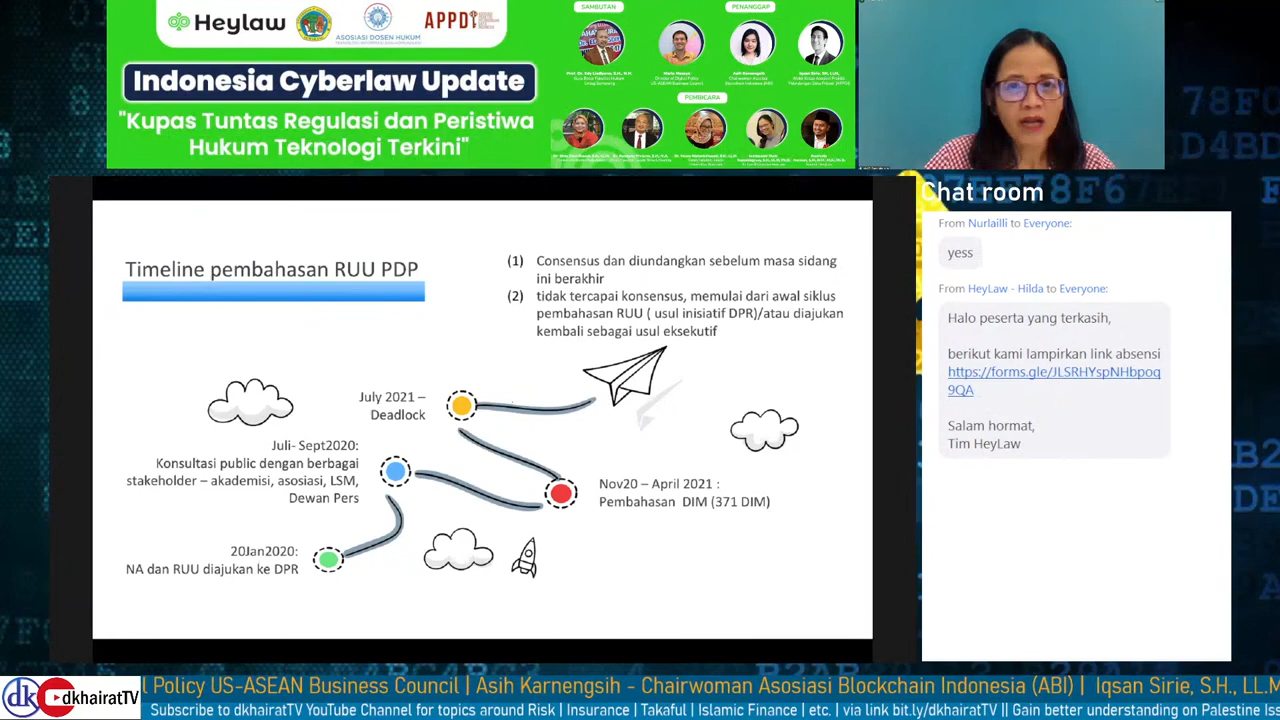 Heylaw
ASOSIASI DOSEN HUKUM
APPDI
Indonesia Cyberlaw Update
"Kupas Tuntas Regulasi dan Peristiwa
Hukum Teknologi Terkini"
SAMBUTAN
PENANGGAP
PEMBICARA
Chat room
From Nurlailli to Everyone:
yess
From HeyLaw - Hilda to Everyone:
Halo peserta yang terkasih,
berikut kami lampirkan link absensi
https://forms.gle/JLSRHYspNHbpoq
9QA
Salam hormat,
Tim HeyLaw
Timeline pembahasan RUU PDP
(1) Consensus dan diundangkan sebelum masa sidang
ini berakhir
(2) tidak tercapai konsensus, memulai dari awal siklus
pembahasan RUU ( usul inisiatif DPR)/atau diajukan
kembali sebagai usul eksekutif
July 2021 –
Deadlock
Juli- Sept2020:
Konsultasi public dengan berbagai
stakeholder – akademisi, asosiasi, LSM,
Dewan Pers
Nov20 – April 2021 :
Pembahasan DIM (371 DIM)
20Jan2020:
NA dan RUU diajukan ke DPR
dk dkhairatTV
l Policy US-ASEAN Business Council | Asih Karnengsih - Chairwoman Asosiasi Blockchain Indonesia (ABI) | Iqsan Sirie, S.H., LL.M
Subscribe to dkhairatTV YouTube Channel for topics around Risk | Insurance | Takaful | Islamic Finance | etc. | via link bit.ly/dkhairatTV || Gain better understanding on Palestine Iss